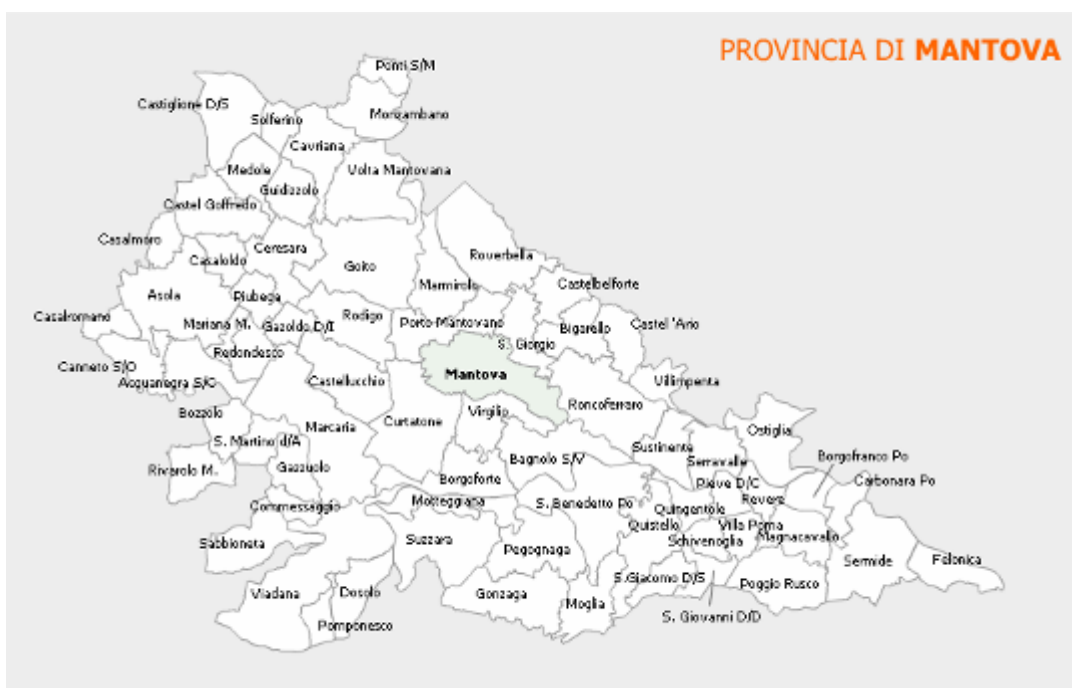 PROVINCIA DI MANTOVA
Ponti S/M
Castiglione D/S
Solferino
Monzambano
Cavriana
Medole
Volta Mantovana
Guidizzolo
Castel Goffredo
Casalmoro
Ceresara
Casaloldo
Roverbella
Goito
Marmirolo
Castelbelforte
Asola
Piubega
Casalromano
Mariana M.
Gazoldo D/I
Rodigo
Porto-Mantovano
Bigarello
Castel 'Ario
S. Giorgio
Redondesco
Canneto S/O
Acquanegra S/C
Castellucchio
Mantova
Villimpenta
Bozzolo
Marcaria
Curtatone
Virgilio
Roncoferraro
Ostiglia
S. Martino d/A
Sustinente
Serravalle
Borgofranco Po
Rivarolo M.
Gazzuolo
Borgoforte
Bagnolo S/V
Pieve D/C
Carbonara Po
Commessaggio
Motteggiana
S. Benedetto Po
Quingentole
Revere
Sabbioneta
Suzzara
Quistello
Villa Poma
Schivenoglia
Magnacavallo
Pegognaga
Sermide
Felonica
Viadana
Dosolo
Gonzaga
Moglia
S.Giacomo D/S
Poggio Rusco
Pomponesco
S. Giovanni D/D